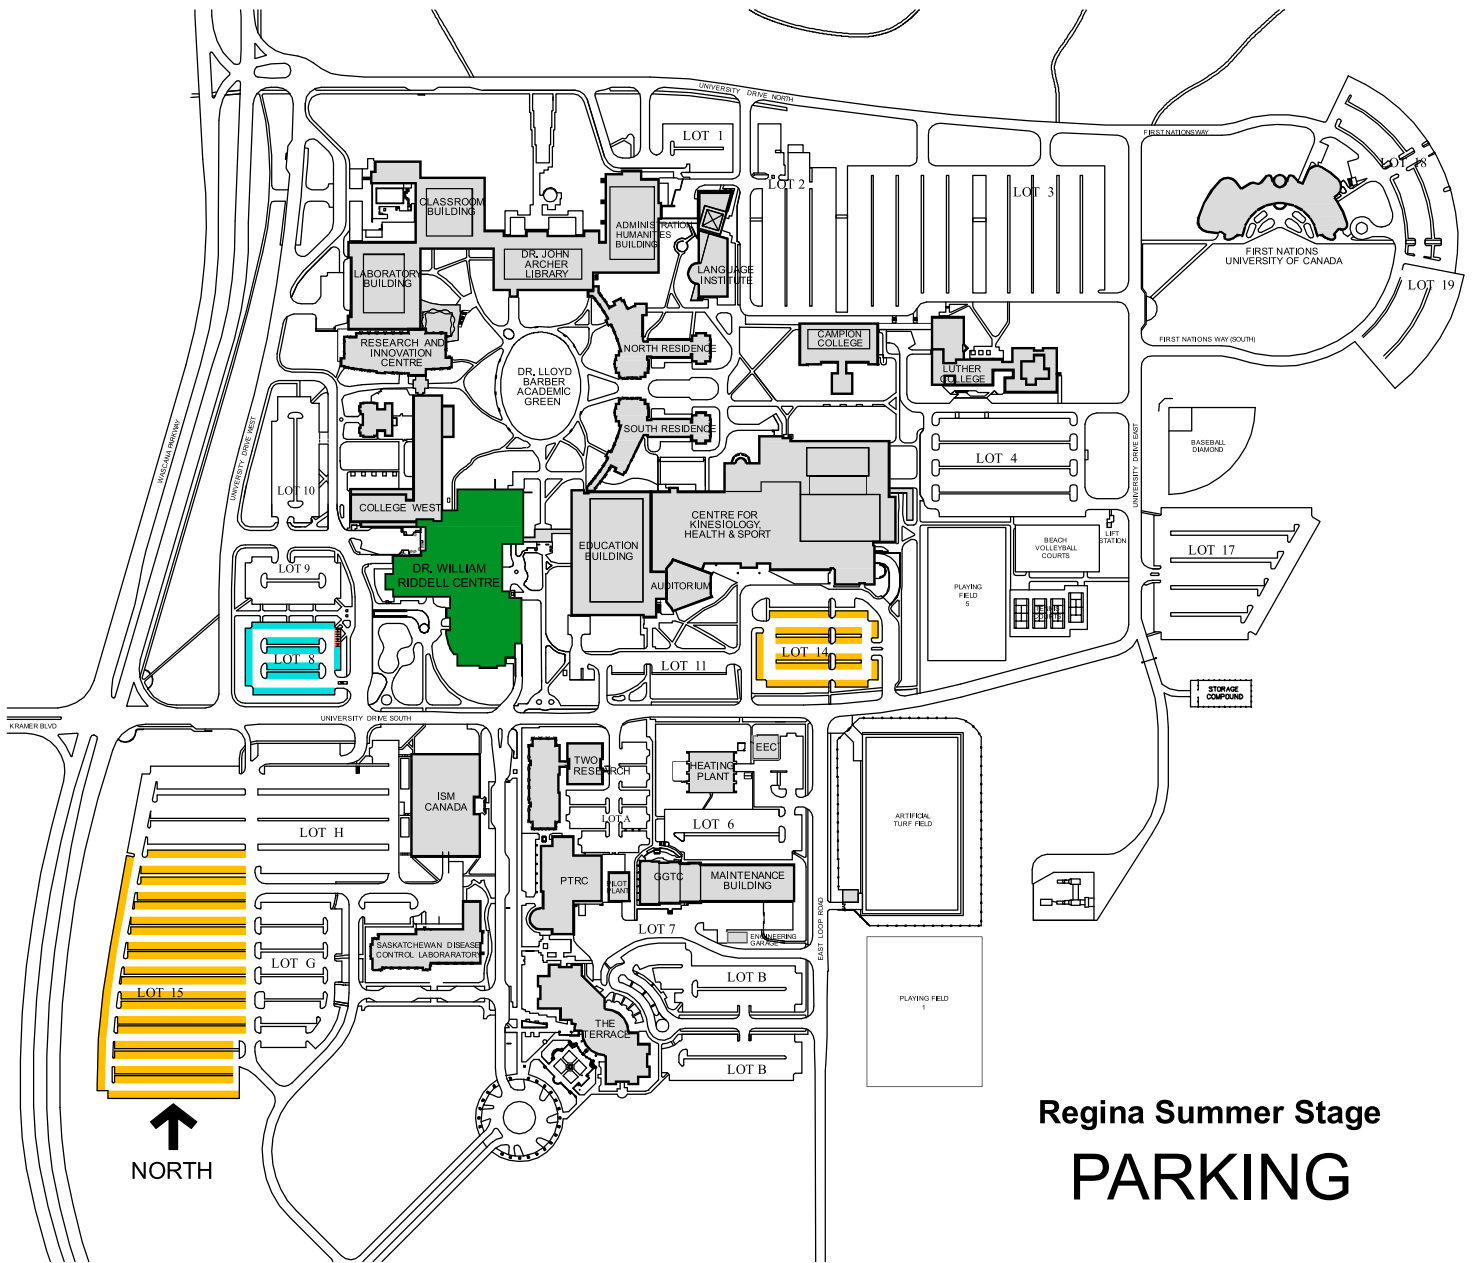 UNIVERSITY DRIVE NORTH
LOT 1
FIRST NATIONS WAY
LOT 18
LOT 2
LOT 3
CLASSROOM
BUILDING
ADMINISTRATION
HUMANITIES
BUILDING
DR. JOHN
ARCHER
LIBRARY
LANGUAGE
INSTITUTE
LABORATORY
BUILDING
FIRST NATIONS
UNIVERSITY OF CANADA
LOT 19
RESEARCH AND
INNOVATION
CENTRE
NORTH RESIDENCE
CAMPION
COLLEGE
FIRST NATIONS WAY (SOUTH)
LUTHER
COLLEGE
DR. LLOYD
BARBER
ACADEMIC
GREEN
SOUTH RESIDENCE
WASCANA PARKWAY
UNIVERSITY DRIVE WEST
UNIVERSITY DRIVE EAST
BASEBALL
DIAMOND
LOT 4
LOT 10
COLLEGE WEST
CENTRE FOR
KINESIOLOGY,
HEALTH & SPORT
EDUCATION
BUILDING
LIFT
STATION
BEACH
VOLLEYBALL
COURTS
LOT 17
LOT 9
DR. WILLIAM
RIDDELL CENTRE
AUDITORIUM
PLAYING
FIELD
5
TENNIS
COURTS
LOT 8
LOT 11
LOT 14
STORAGE
COMPOUND
KRAMER BLVD
UNIVERSITY DRIVE SOUTH
TWO
RESEARCH
HEATING
PLANT
EEC
ISM
CANADA
LOT H
LOT A
LOT 6
ARTIFICIAL
TURF FIELD
PTRC
PILOT
PLANT
GGTC
MAINTENANCE
BUILDING
EAST LOOP ROAD
LOT 7
ENGINEERING
GARAGE
SASKATCHEWAN DISEASE
CONTROL LABORARATORY
LOT G
LOT B
LOT 15
PLAYING FIELD
1
THE
TERRACE
LOT B
NORTH
Regina Summer Stage
PARKING